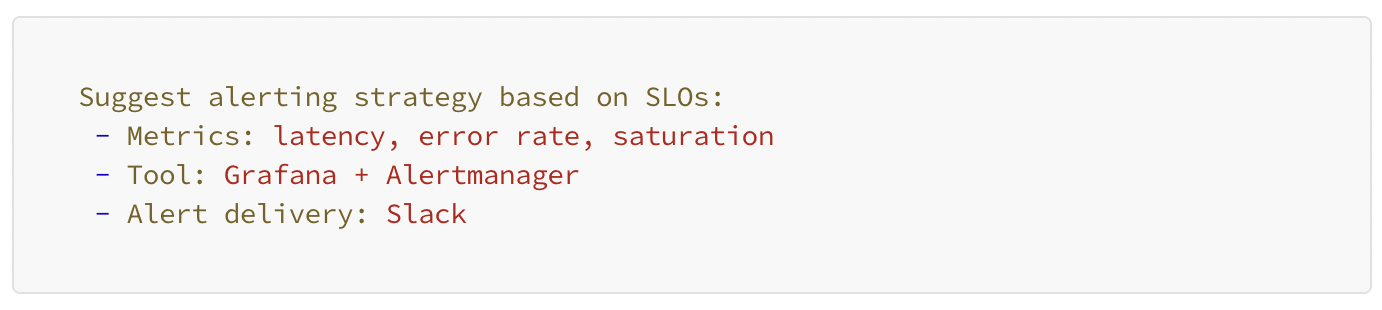 Suggest alerting strategy based on SLOs:
- Metrics: latency, error rate, saturation
- Tool: Grafana + Alertmanager
- Alert delivery: Slack